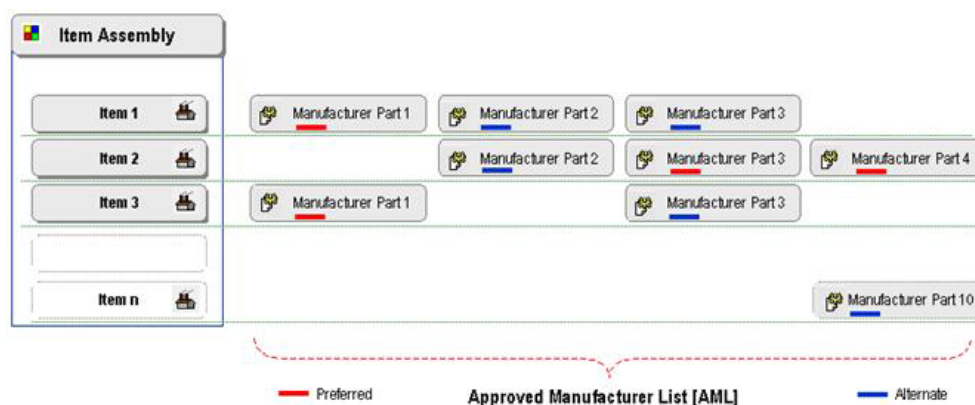 Item Assembly
Item 1
Manufacturer Part 1
Manufacturer Part 2
Manufacturer Part 3
Item 2
Manufacturer Part 2
Manufacturer Part 3
Manufacturer Part 4
Item 3
Manufacturer Part 1
Manufacturer Part 3
Item n
Manufacturer Part 10
Preferred
Approved Manufacturer List [AML]
Alternate